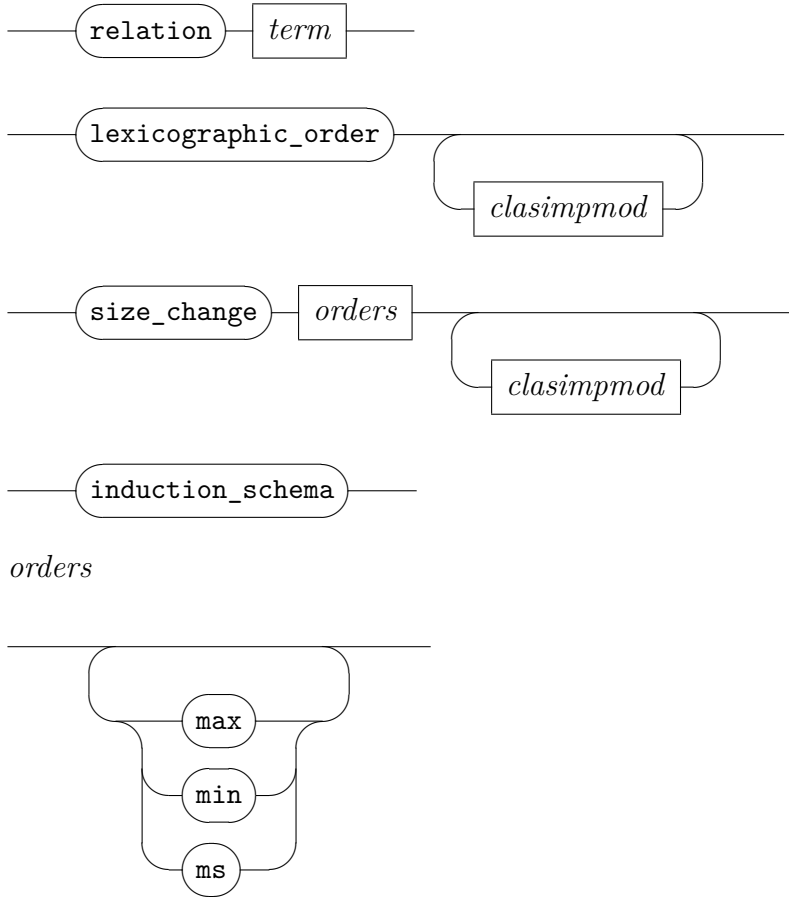 relation term
lexicographic_order
clasimpmod
size_change orders
clasimpmod
induction_schema
orders
max
min
ms